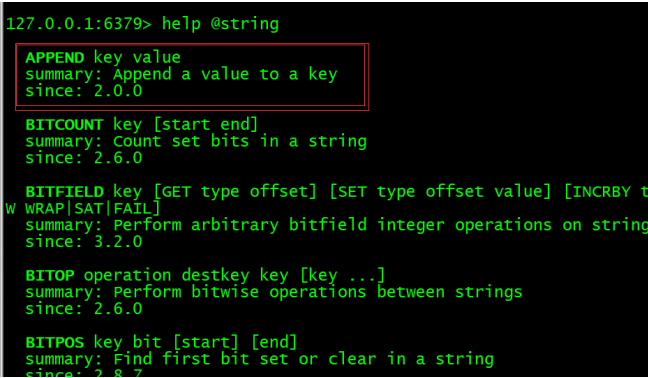 127.0.0.1:6379> help @string
APPEND key value
summary: Append a value to a key
since: 2.0.0
BITCOUNT key [start end]
summary: Count set bits in a string
since: 2.6.0
BITFIELD key [GET type offset] [SET type offset value] [INCRBY t
W WRAP|SAT|FAIL]
summary: Perform arbitrary bitfield integer operations on string
since: 3.2.0
BITOP operation destkey key [key ...]
summary: Perform bitwise operations between strings
since: 2.6.0
BITPOS key bit [start] [end]
summary: Find first bit set or clear in a string
since: 2.8.7